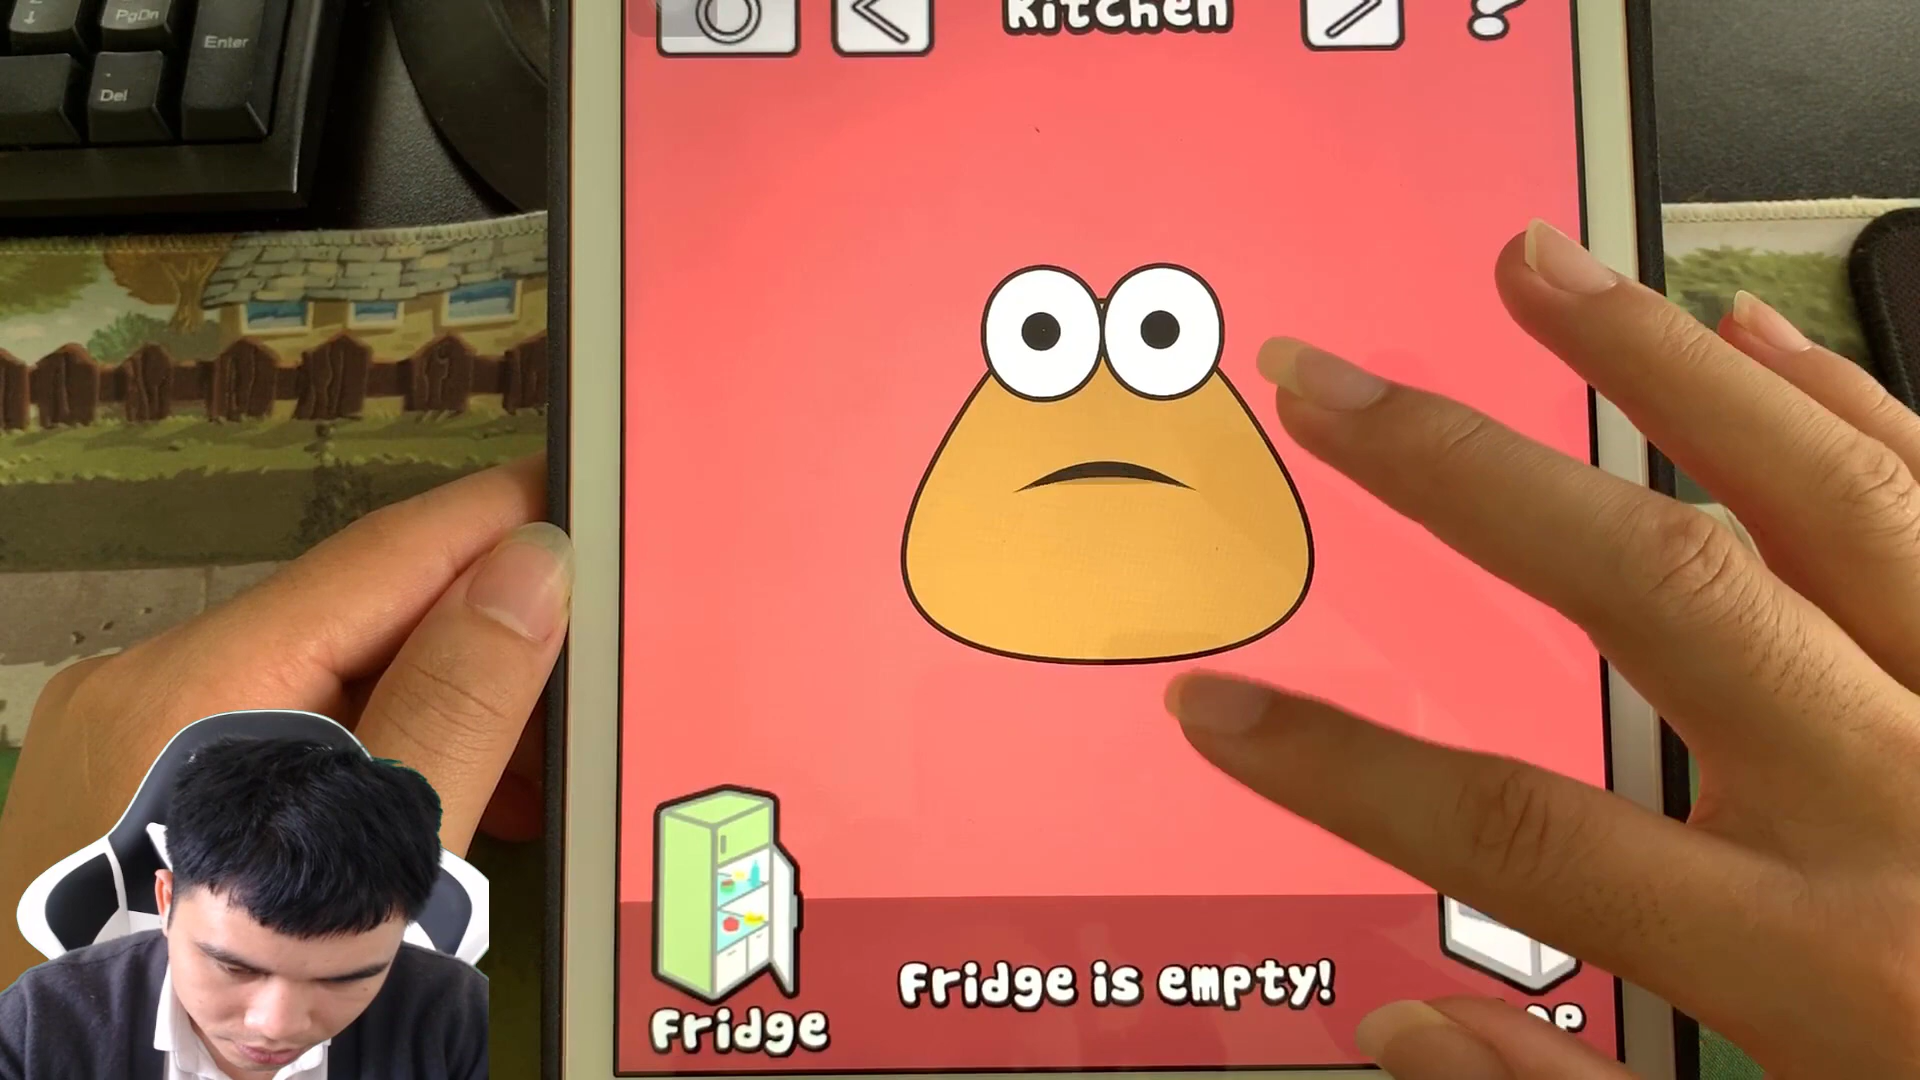 PgDn
Enter
Del
Kitchen
?
Fridge is empty!
Fridge